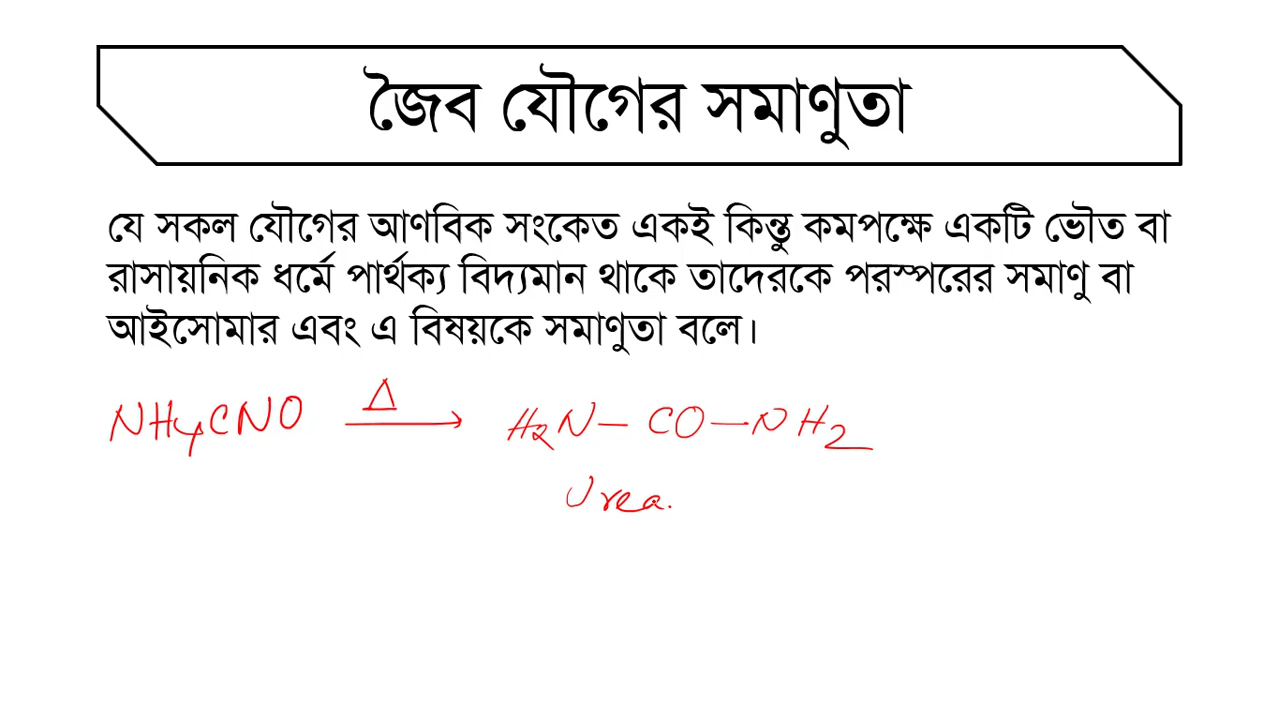 জৈব যৌগের সমাণুতা
যে সকল যৌগের আণবিক সংকেত একই কিন্তু কমপক্ষে একটি ভৌত বা
রাসায়নিক ধর্মে পার্থক্য বিদ্যমান থাকে তাদেরকে পরস্পরের সমাণু বা
আইসোমার এবং এ বিষয়কে সমাণুতা বলে।
NH4CNO Δ → H2N – CO – NH2
Urea.